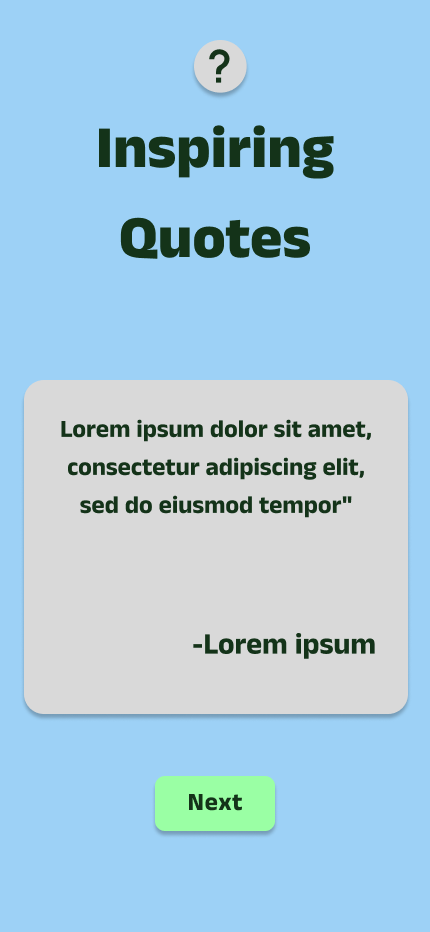 ?
Inspiring
Quotes
Lorem ipsum dolor sit amet,
consectetur adipiscing elit,
sed do eiusmod tempor"
-Lorem ipsum
Next